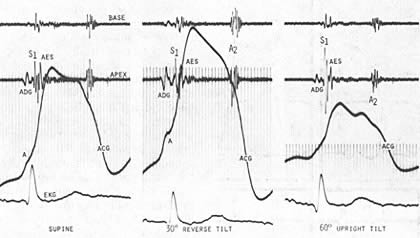 BASE
S1
AES
APEX
ADG
A
ACG
EKG
SUPINE
S1
AES
A2
ADG
A
ACG
30° REVERSE TILT
S1
AES
ADG
A2
ACG
60° UPRIGHT TILT